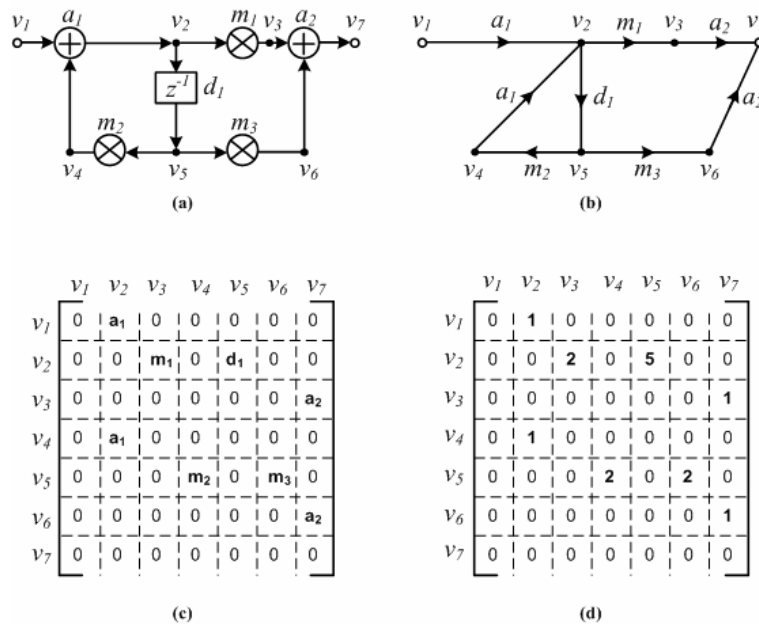 v1 a1 v2 m1 v3 a2 v7
z-1 d1
m2 m3
v4 v5 v6
(a)
v1 a1 v2 m1 v3 a2
a1 d1 a2
v4 m2 v5 m3 v6
(b)
v1 v2 v3 v4 v5 v6 v7
v1 0 a1 0 0 0 0 0
v2 0 0 m1 0 d1 0 0
v3 0 0 0 0 0 0 a2
v4 0 a1 0 0 0 0 0
v5 0 0 0 m2 0 m3 0
v6 0 0 0 0 0 0 a2
v7 0 0 0 0 0 0 0
(c)
v1 v2 v3 v4 v5 v6 v7
v1 0 1 0 0 0 0 0
v2 0 0 2 0 5 0 0
v3 0 0 0 0 0 0 1
v4 0 1 0 0 0 0 0
v5 0 0 0 2 0 2 0
v6 0 0 0 0 0 0 1
v7 0 0 0 0 0 0 0
(d)